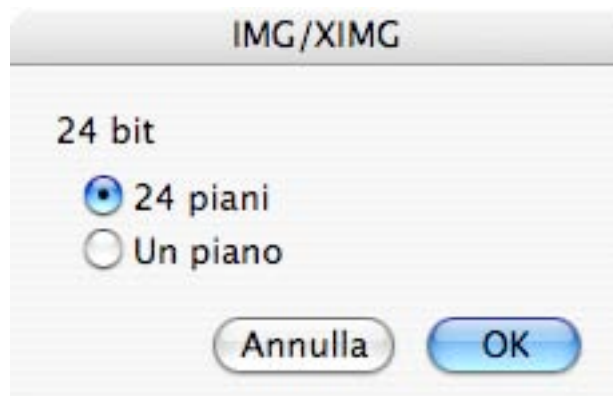 IMG/XIMG
24 bit
24 piani
Un piano
Annulla OK